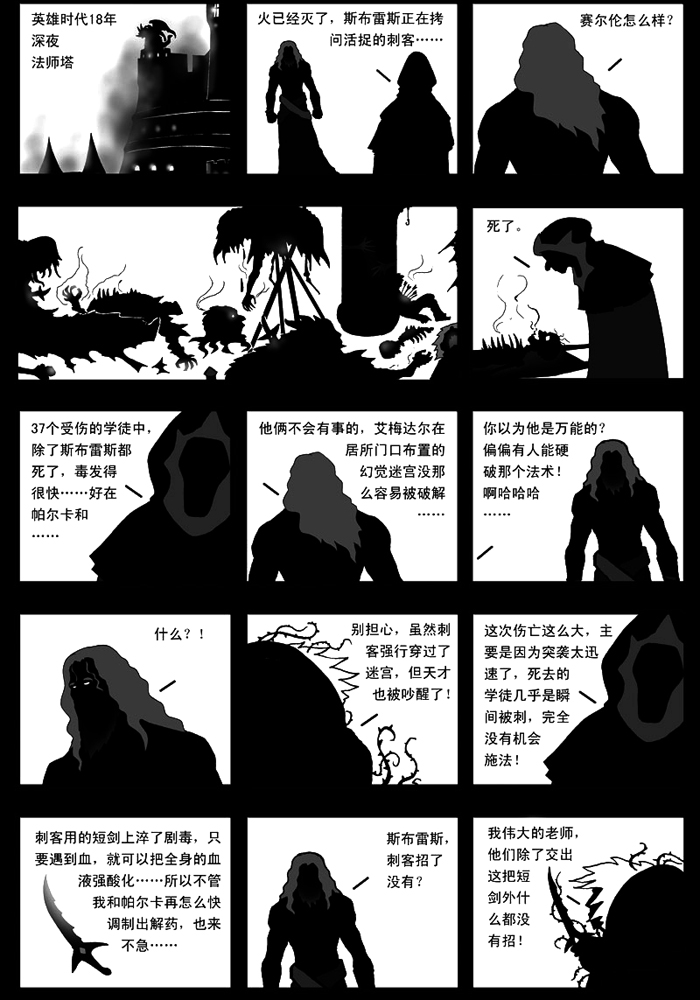 英雄时代18年
深夜
法师塔
火已经灭了，斯布雷斯正在拷
问活捉的刺客……
赛尔伦怎么样？
死了。
37个受伤的学徒中，
除了斯布雷斯都
死了，毒发得
很快……好在
帕尔卡和
……
他俩不会有事的，艾梅达尔在
居所门口布置的
幻觉迷宫没那
么容易被破解
……
你以为他是万能的？
偏偏有人能硬
破那个法术！
啊哈哈哈
……
什么？！
别担心，虽然刺
客强行穿过了
迷宫，但天才
也被吵醒了！
这次伤亡这么大，主
要是因为突袭太迅
速了，死去的
学徒几乎是瞬
间被刺，完全
没有机会
施法！
刺客用的短剑上淬了剧毒，只
要遇到血，就可以把全身的血
液强酸化……所以不管
我和帕尔卡再怎么快
调制出解药，也来
不急……
斯布雷斯，
刺客招了
没有？
我伟大的老师，
他们除了交出
这把短
剑外什
么都没
有招！